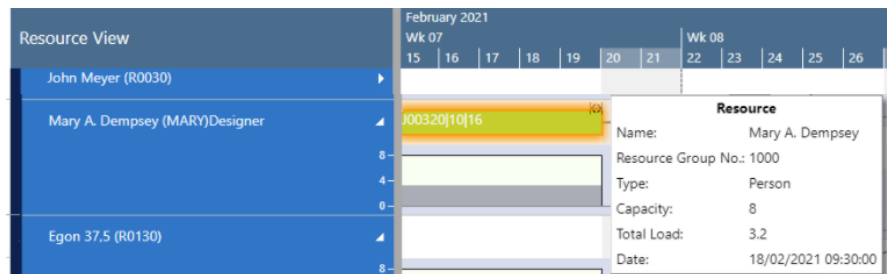 February 2021
Resource View
Wk 07 Wk 08
15 16 17 18 19 20 21 22 23 24 25 26
John Meyer (R0030)
Mary A. Dempsey (MARY)Designer
J00320|10|16
8
4
0
Egon 37,5 (R0130)
8
Resource
Name: Mary A. Dempsey
Resource Group No.: 1000
Type: Person
Capacity: 8
Total Load: 3.2
Date: 18/02/2021 09:30:00